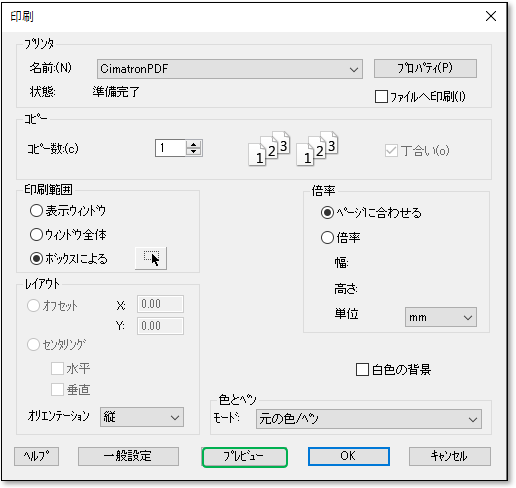 印刷
プリンタ
名前:(N) CimatronPDF プロパティ(P)
状態: 準備完了 ファイルへ印刷(I)
コピー
コピー数:(c) 1 1 2 3 1 2 3 丁合い(o)
印刷範囲
表示ウィンドウ
ウィンドウ全体
ボックスによる
倍率
ページに合わせる
倍率
幅:
高さ:
単位 mm
レイアウト
オフセット X: 0.00
Y: 0.00
センタリング
水平
垂直
オリエンテーション 縦
白色の背景
色とペン
モード: 元の色/ペン
ヘルプ 一般設定 プレビュー OK キャンセル